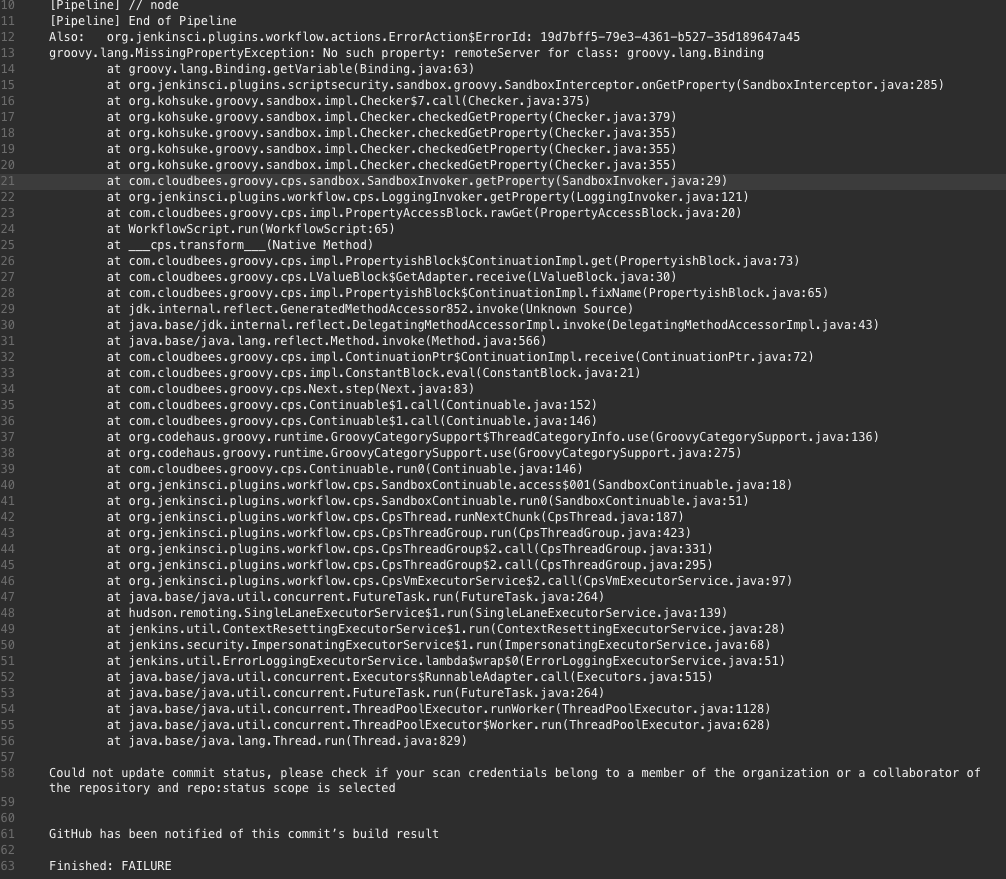 10 [Pipeline] // node
11 [Pipeline] End of Pipeline
12 Also:   org.jenkinsci.plugins.workflow.actions.ErrorAction$ErrorId: 19d7bff5-79e3-4361-b527-35d189647a45
13 groovy.lang.MissingPropertyException: No such property: remoteServer for class: groovy.lang.Binding
14 at groovy.lang.Binding.getVariable(Binding.java:63)
15 at org.jenkinsci.plugins.scriptsecurity.sandbox.groovy.SandboxInterceptor.onGetProperty(SandboxInterceptor.java:285)
16 at org.kohsuke.groovy.sandbox.impl.Checker$7.call(Checker.java:375)
17 at org.kohsuke.groovy.sandbox.impl.Checker.checkedGetProperty(Checker.java:379)
18 at org.kohsuke.groovy.sandbox.impl.Checker.checkedGetProperty(Checker.java:355)
19 at org.kohsuke.groovy.sandbox.impl.Checker.checkedGetProperty(Checker.java:355)
20 at org.kohsuke.groovy.sandbox.impl.Checker.checkedGetProperty(Checker.java:355)
21 at com.cloudbees.groovy.cps.sandbox.SandboxInvoker.getProperty(SandboxInvoker.java:29)
22 at org.jenkinsci.plugins.workflow.cps.LoggingInvoker.getProperty(LoggingInvoker.java:121)
23 at com.cloudbees.groovy.cps.impl.PropertyAccessBlock.rawGet(PropertyAccessBlock.java:20)
24 at WorkflowScript.run(WorkflowScript:65)
25 at ___cps.transform___(Native Method)
26 at com.cloudbees.groovy.cps.impl.PropertyishBlock$ContinuationImpl.get(PropertyishBlock.java:73)
27 at com.cloudbees.groovy.cps.LValueBlock$GetAdapter.receive(LValueBlock.java:30)
28 at com.cloudbees.groovy.cps.impl.PropertyishBlock$ContinuationImpl.fixName(PropertyishBlock.java:65)
29 at jdk.internal.reflect.GeneratedMethodAccessor852.invoke(Unknown Source)
30 at java.base/jdk.internal.reflect.DelegatingMethodAccessorImpl.invoke(DelegatingMethodAccessorImpl.java:43)
31 at java.base/java.lang.reflect.Method.invoke(Method.java:566)
32 at com.cloudbees.groovy.cps.impl.ContinuationPtr$ContinuationImpl.receive(ContinuationPtr.java:72)
33 at com.cloudbees.groovy.cps.impl.ConstantBlock.eval(ConstantBlock.java:21)
34 at com.cloudbees.groovy.cps.Next.step(Next.java:83)
35 at com.cloudbees.groovy.cps.Continuable$1.call(Continuable.java:152)
36 at com.cloudbees.groovy.cps.Continuable$1.call(Continuable.java:146)
37 at org.codehaus.groovy.runtime.GroovyCategorySupport$ThreadCategoryInfo.use(GroovyCategorySupport.java:136)
38 at org.codehaus.groovy.runtime.GroovyCategorySupport.use(GroovyCategorySupport.java:275)
39 at com.cloudbees.groovy.cps.Continuable.run0(Continuable.java:146)
40 at org.jenkinsci.plugins.workflow.cps.SandboxContinuable.access$001(SandboxContinuable.java:18)
41 at org.jenkinsci.plugins.workflow.cps.SandboxContinuable.run0(SandboxContinuable.java:51)
42 at org.jenkinsci.plugins.workflow.cps.CpsThread.runNextChunk(CpsThread.java:187)
43 at org.jenkinsci.plugins.workflow.cps.CpsThreadGroup.run(CpsThreadGroup.java:423)
44 at org.jenkinsci.plugins.workflow.cps.CpsThreadGroup$2.call(CpsThreadGroup.java:331)
45 at org.jenkinsci.plugins.workflow.cps.CpsThreadGroup$2.call(CpsThreadGroup.java:295)
46 at org.jenkinsci.plugins.workflow.cps.CpsVmExecutorService$2.call(CpsVmExecutorService.java:97)
47 at java.base/java.util.concurrent.FutureTask.run(FutureTask.java:264)
48 at hudson.remoting.SingleLaneExecutorService$1.run(SingleLaneExecutorService.java:139)
49 at jenkins.util.ContextResettingExecutorService$1.run(ContextResettingExecutorService.java:28)
50 at jenkins.security.ImpersonatingExecutorService$1.run(ImpersonatingExecutorService.java:68)
51 at jenkins.util.ErrorLoggingExecutorService.lambda$wrap$0(ErrorLoggingExecutorService.java:51)
52 at java.base/java.util.concurrent.Executors$RunnableAdapter.call(Executors.java:515)
53 at java.base/java.util.concurrent.FutureTask.run(FutureTask.java:264)
54 at java.base/java.util.concurrent.ThreadPoolExecutor.runWorker(ThreadPoolExecutor.java:1128)
55 at java.base/java.util.concurrent.ThreadPoolExecutor$Worker.run(ThreadPoolExecutor.java:628)
56 at java.base/java.lang.Thread.run(Thread.java:829)
57
58 Could not update commit status, please check if your scan credentials belong to a member of the organization or a collaborator of
the repository and repo:status scope is selected
59
60
61 GitHub has been notified of this commit’s build result
62
63 Finished: FAILURE